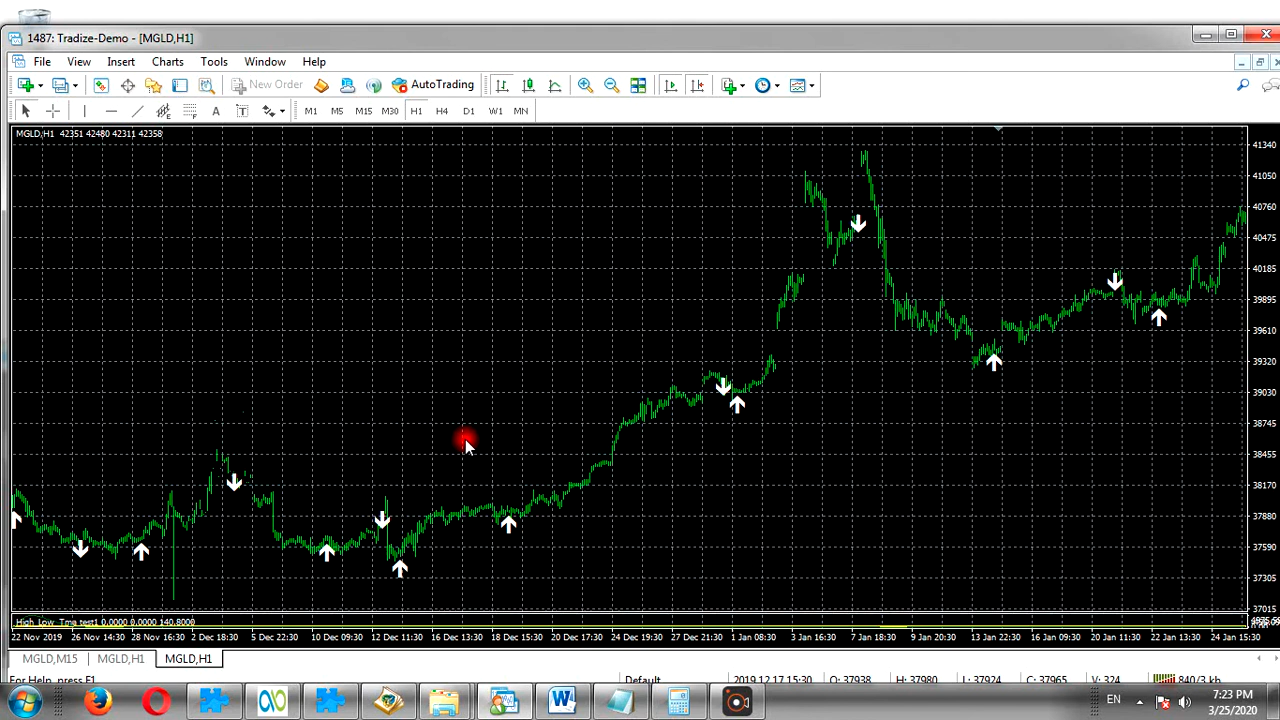 1487: Tradize-Demo - [MGLD,H1]
File View Insert Charts Tools Window Help
New Order AutoTrading
M1 M5 M15 M30 H1 H4 D1 W1 MN
MGLD,H1 42351 42480 42311 42358
41340
41050
40760
40475
40185
39895
39610
39320
39030
38745
38455
38170
37880
37590
37305
37015
High_Low_Tma test1 0.0000 0.0000 140.8000
22 Nov 2019 26 Nov 14:30 28 Nov 16:30 2 Dec 18:30 5 Dec 22:30 10 Dec 09:30 12 Dec 11:30 16 Dec 13:30 18 Dec 15:30 20 Dec 17:30 24 Dec 19:30 27 Dec 21:30 1 Jan 08:30 3 Jan 16:30 7 Jan 18:30 9 Jan 20:30 13 Jan 22:30 16 Jan 09:30 20 Jan 11:30 22 Jan 13:30 24 Jan 15:30
MGLD,M15 MGLD,H1 MGLD,H1
For Help, press F1 Default 2019.12.17 15:30 O: 37938 H: 37980 L: 37924 C: 37965 V: 324 840/3 kb
EN 7:23 PM
3/25/2020